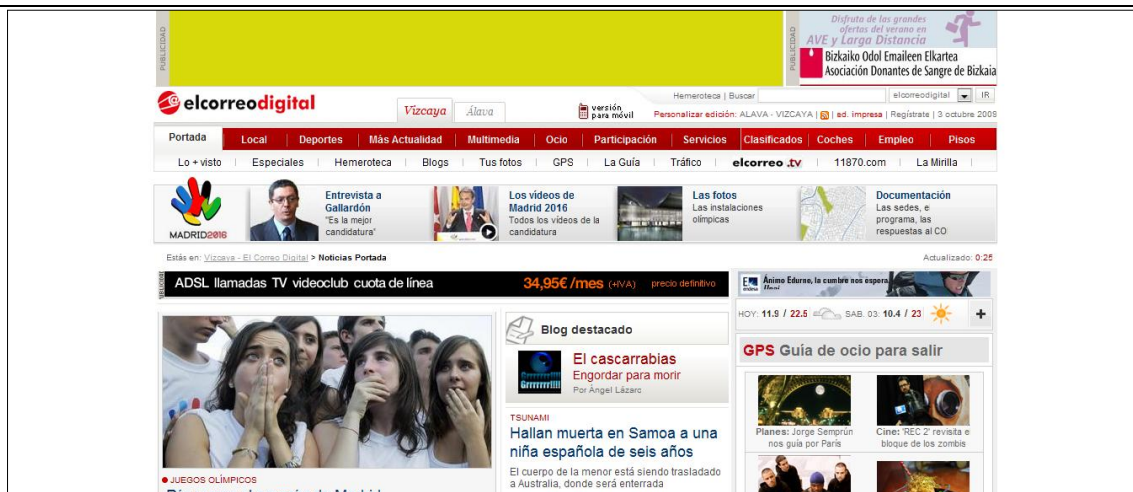 PUBLICIDAD
PUBLICIDAD
Disfruta de las grandes
ofertas del verano en
AVE y Larga Distancia
Bizkaiko Odol Emaileen Elkartea
Asociación Donantes de Sangre de Bizkaia
elcorreodigital
Vizcaya Álava
versión
para móvil
Hemeroteca | Buscar elcorreodigital IR
Personalizar edición: ALAVA - VIZCAYA | ed. impresa | Regístrate | 3 octubre 2009
Portada Local Deportes Más Actualidad Multimedia Ocio Participación Servicios Clasificados Coches Empleo Pisos
Lo + visto Especiales Hemeroteca Blogs Tus fotos GPS La Guía Tráfico elcorreo.tv 11870.com La Mirilla
MADRID2016
Entrevista a
Gallardón
"Es la mejor
candidatura"
Los vídeos de
Madrid 2016
Todos los vídeos de la
candidatura
Las fotos
Las instalaciones
olímpicas
Documentación
Las sedes, e
programa, las
respuestas al CO
Estás en: Vizcaya - El Correo Digital > Noticias Portada
Actualizado: 0:26
ADSL llamadas TV videoclub cuota de línea 34,95€/mes (+IVA) precio definitivo
endesa
Ánimo Edurne, la cumbre nos espera.
HOY: 11.9 / 22.5 SAB. 03: 10.4 / 23 +
Blog destacado
El cascarrabias
Engordar para morir
Por Ángel Lázaro
TSUNAMI
Hallan muerta en Samoa a una
niña española de seis años
El cuerpo de la menor está siendo trasladado
a Australia, donde será enterrada
JUEGOS OLÍMPICOS
GPS Guía de ocio para salir
Planes: Jorge Semprún
nos guía por París
Cine: 'REC 2' revisita e
bloque de los zombis